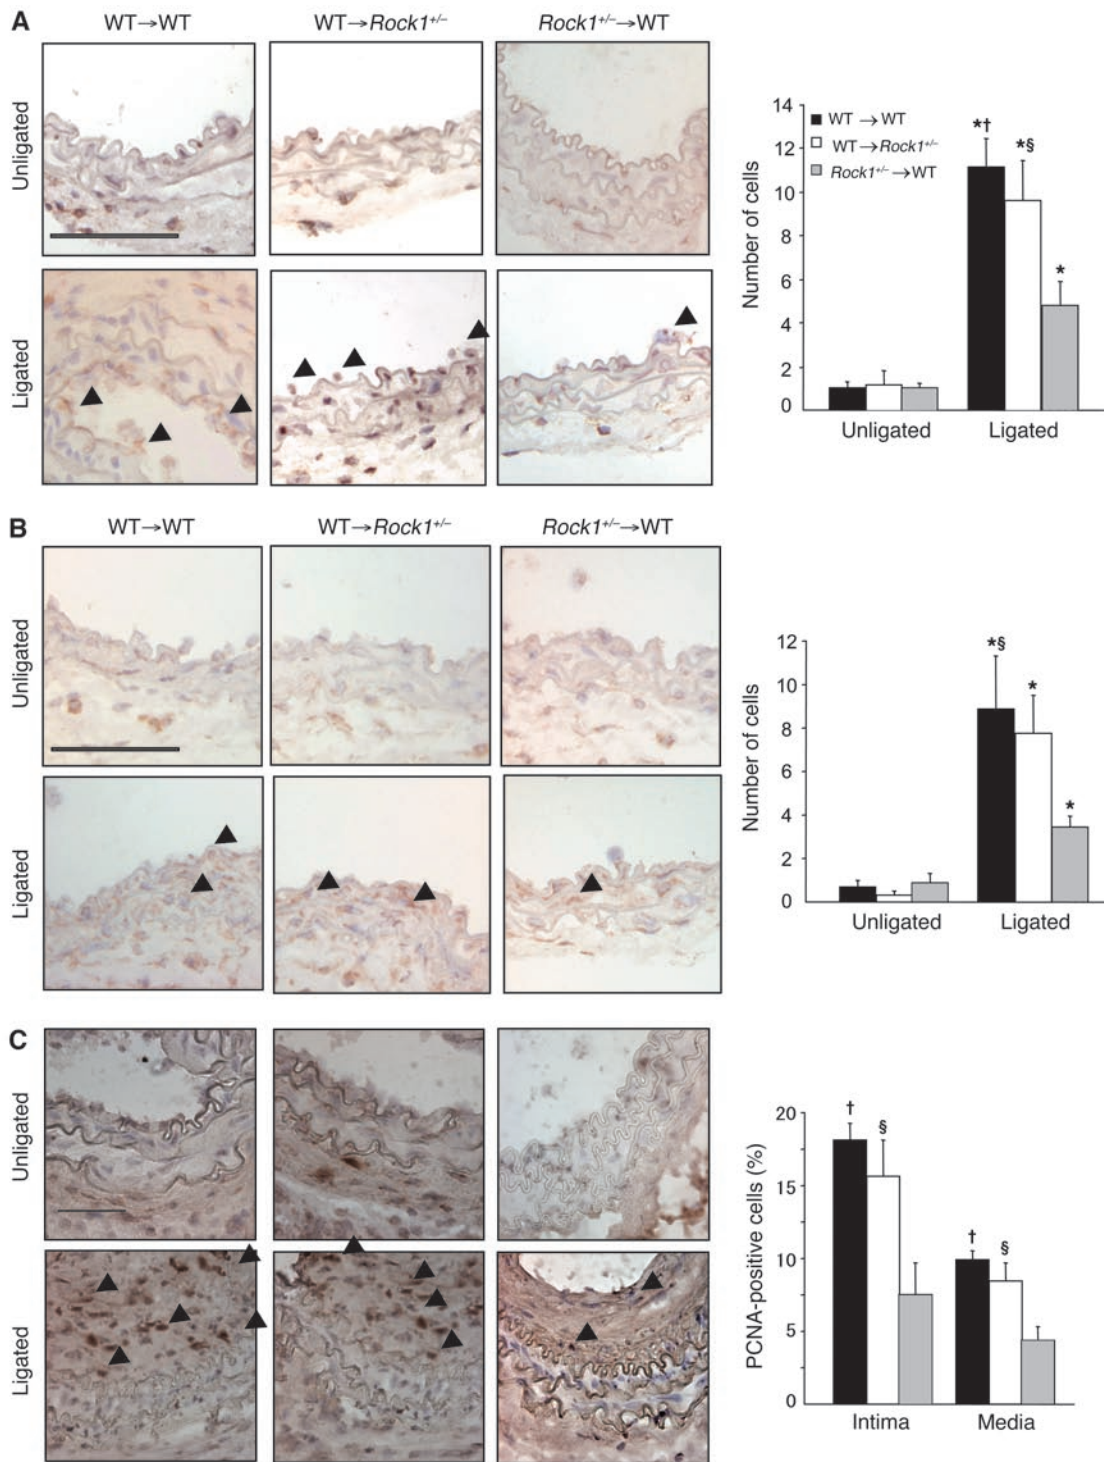 A
WT→WT
WT→Rock1+/–
Rock1+/–→WT
Unligated
Ligated
Number of cells
14
12
10
8
6
4
2
0
WT →WT
WT→Rock1+/–
Rock1+/–→WT
*†
*§
*
Unligated
Ligated
B
WT→WT
WT→Rock1+/–
Rock1+/–→WT
Unligated
Ligated
Number of cells
12
10
8
6
4
2
0
*§
*
*
Unligated
Ligated
C
Unligated
Ligated
PCNA-positive cells (%)
20
15
10
5
0
†
§
†
§
Intima
Media